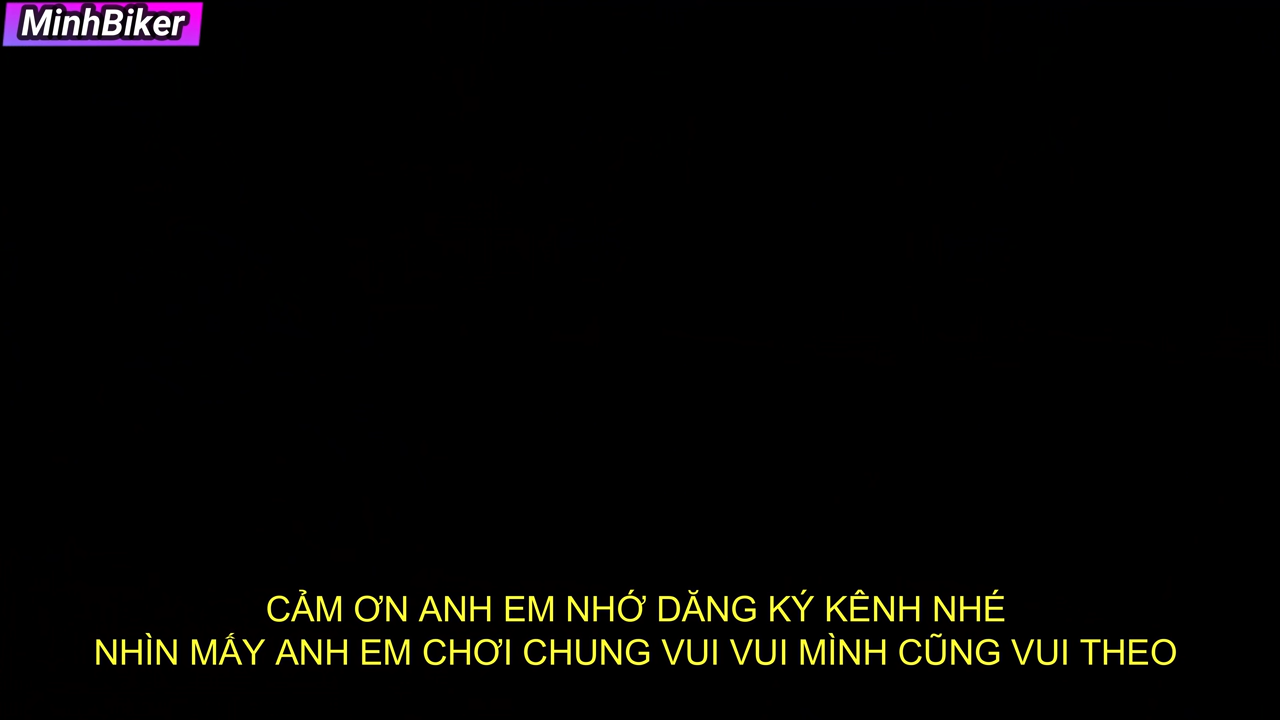 MinhBiker
CẢM ƠN ANH EM NHỚ DĂNG KÝ KÊNH NHÉ
NHÌN MẤY ANH EM CHƠI CHUNG VUI VUI MÌNH CŨNG VUI THEO